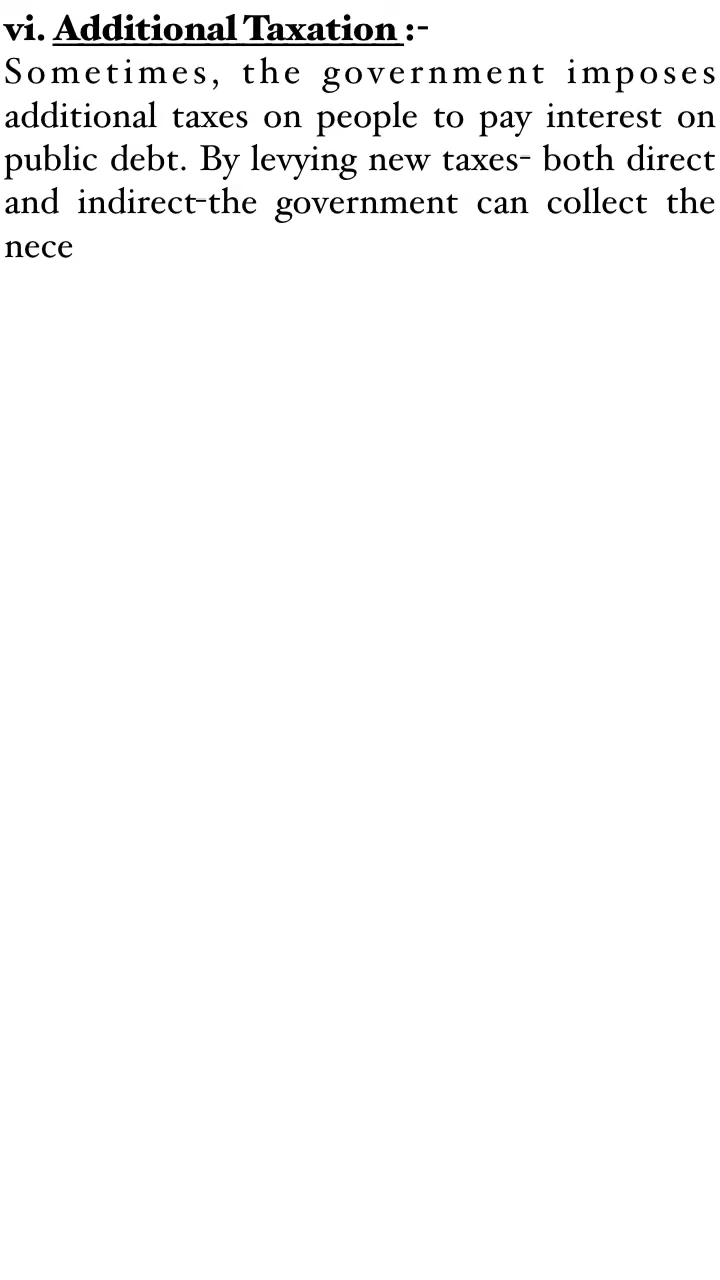 vi. Additional Taxation :-
Sometimes, the government imposes
additional taxes on people to pay interest on
public debt. By levying new taxes- both direct
and indirect-the government can collect the
nece